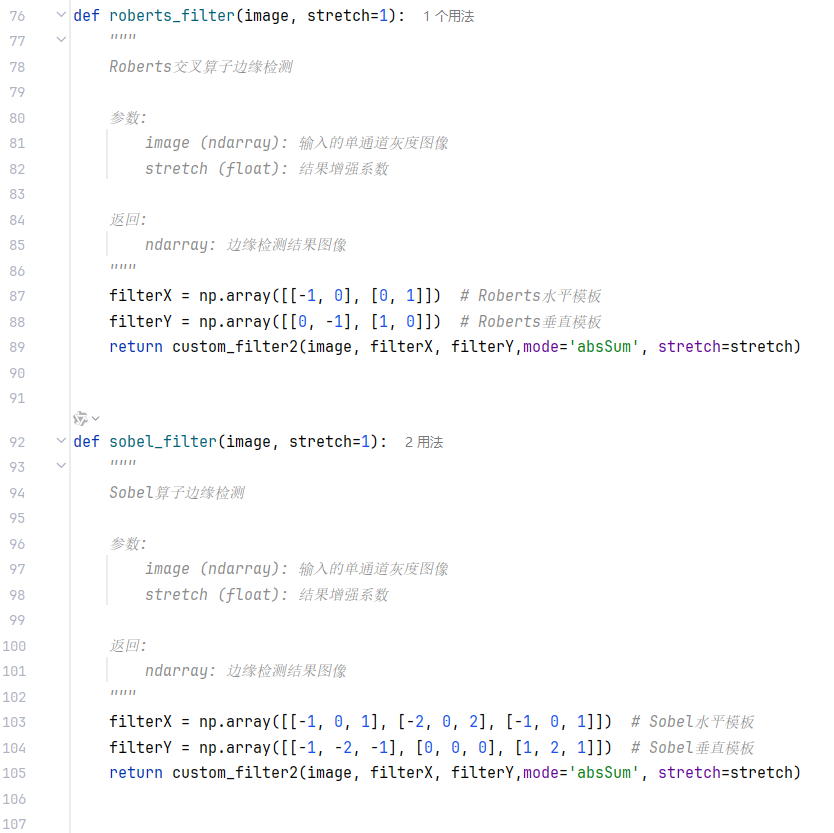 76 def roberts_filter(image, stretch=1): 1 个用法
77 """
78 Roberts交叉算子边缘检测
79
80 参数:
81 image (ndarray): 输入的单通道灰度图像
82 stretch (float): 结果增强系数
83
84 返回:
85 ndarray: 边缘检测结果图像
86 """
87 filterX = np.array([[-1, 0], [0, 1]]) # Roberts水平模板
88 filterY = np.array([[0, -1], [1, 0]]) # Roberts垂直模板
89 return custom_filter2(image, filterX, filterY,mode='absSum', stretch=stretch)
90
91
92 def sobel_filter(image, stretch=1): 2 用法
93 """
94 Sobel算子边缘检测
95
96 参数:
97 image (ndarray): 输入的单通道灰度图像
98 stretch (float): 结果增强系数
99
100 返回:
101 ndarray: 边缘检测结果图像
102 """
103 filterX = np.array([[-1, 0, 1], [-2, 0, 2], [-1, 0, 1]]) # Sobel水平模板
104 filterY = np.array([[-1, -2, -1], [0, 0, 0], [1, 2, 1]]) # Sobel垂直模板
105 return custom_filter2(image, filterX, filterY,mode='absSum', stretch=stretch)
106
107